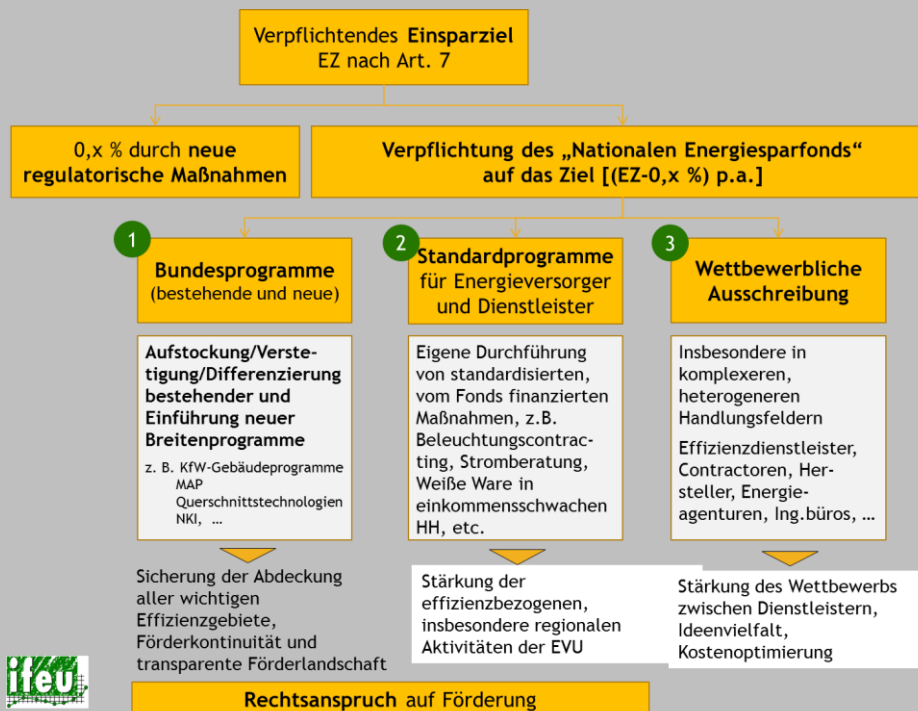 Verpflichtendes Einsparziel
EZ nach Art. 7
0,x % durch neue
regulatorische Maßnahmen
Verpflichtung des „Nationalen Energiesparfonds“
auf das Ziel [(EZ-0,x %) p.a.]
1
Bundesprogramme
(bestehende und neue)
Aufstockung/Verste-
tigung/Differenzierung
bestehender und
Einführung neuer
Breitenprogramme
z. B. KfW-Gebäudeprogramme
MAP
Querschnittstechnologien
NKI, …
Sicherung der Abdeckung
aller wichtigen
Effizienzgebiete,
Förderkontinuität und
transparente Förderlandschaft
2
Standardprogramme
für Energieversorger
und Dienstleister
Eigene Durchführung
von standardisierten,
vom Fonds finanzierten
Maßnahmen, z.B.
Beleuchtungscontrac-
ting, Stromberatung,
Weiße Ware in
einkommensschwachen
HH, etc.
Stärkung der
effizienzbezogenen,
insbesondere regionalen
Aktivitäten der EVU
3
Wettbewerbliche
Ausschreibung
Insbesondere in
komplexeren,
heterogeneren
Handlungsfeldern
Effizienzdienstleister,
Contractoren, Her-
steller, Energie-
agenturen, Ing.büros, …
Stärkung des Wettbewerbs
zwischen Dienstleistern,
Ideenvielfalt,
Kostenoptimierung
ifeu
Rechtsanspruch auf Förderung